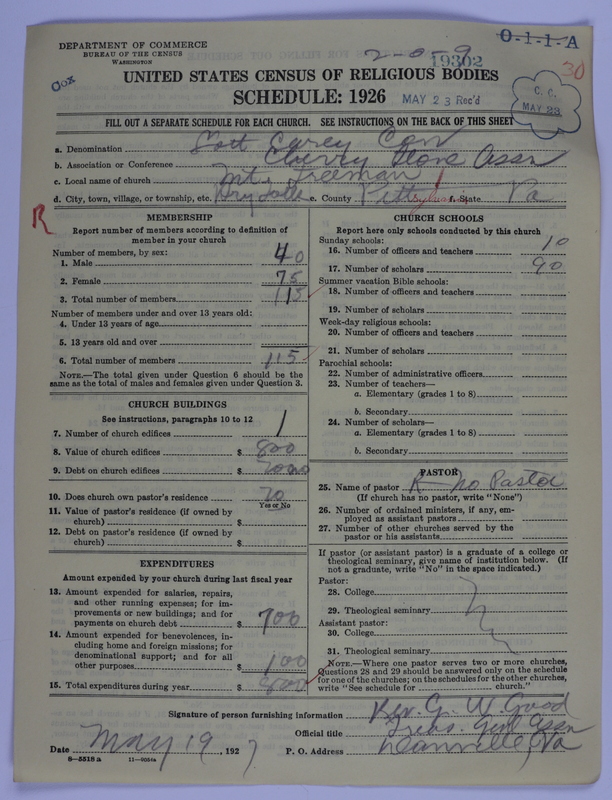 DEPARTMENT OF COMMERCE
BUREAU OF THE CENSUS
WASHINGTON
Cox
2-0-9
19302
0-1-1-A
30
UNITED STATES CENSUS OF RELIGIOUS BODIES
SCHEDULE: 1926
MAY 23 Rec'd
C. C.
MAY 23
FILL OUT A SEPARATE SCHEDULE FOR EACH CHURCH. SEE INSTRUCTIONS ON THE BACK OF THIS SHEET
a. Denomination Lott Carey Con
b. Association or Conference Cherry Stone Assn
c. Local name of church Mt. Freeman
d. City, town, village, or township, etc. Dry e. County Pittsylvania f. State Va
R
MEMBERSHIP
Report number of members according to definition of
member in your church
Number of members, by sex:
1. Male 40
2. Female 75
3. Total number of members 115
Number of members under and over 13 years old:
4. Under 13 years of age
5. 13 years old and over
6. Total number of members 115
NOTE.—The total given under Question 6 should be the
same as the total of males and females given under Question 3.
CHURCH BUILDINGS
See instructions, paragraphs 10 to 12
7. Number of church edifices 1
8. Value of church edifices $ 800
9. Debt on church edifices $
10. Does church own pastor's residence no
Yes or No
11. Value of pastor's residence (if owned by
church) $
12. Debt on pastor's residence (if owned by
church) $
EXPENDITURES
Amount expended by your church during last fiscal year
13. Amount expended for salaries, repairs,
and other running expenses; for im-
provements or new buildings; and for
payments on church debt $ 700
14. Amount expended for benevolences, in-
cluding home and foreign missions; for
denominational support; and for all
other purposes $ 100
15. Total expenditures during year $ 800
CHURCH SCHOOLS
Report here only schools conducted by this church
Sunday schools:
16. Number of officers and teachers 10
17. Number of scholars 90
Summer vacation Bible schools:
18. Number of officers and teachers
19. Number of scholars
Week-day religious schools:
20. Number of officers and teachers
21. Number of scholars
Parochial schools:
22. Number of administrative officers
23. Number of teachers—
a. Elementary (grades 1 to 8)
b. Secondary
24. Number of scholars—
a. Elementary (grades 1 to 8)
b. Secondary
PASTOR
25. Name of pastor R no Pastor
(If church has no pastor, write "None")
26. Number of ordained ministers, if any, em-
ployed as assistant pastors
27. Number of other churches served by the
pastor or his assistants
If pastor (or assistant pastor) is a graduate of a college or
theological seminary, give name of institution below. (If
not a graduate, write "No" in the space indicated.)
Pastor:
28. College
29. Theological seminary
Assistant pastor:
30. College
31. Theological seminary
NOTE.—Where one pastor serves two or more churches,
Questions 28 and 29 should be answered only on the schedule
for one of the churches; on the schedules for the other churches,
write "See schedule for church."
Signature of person furnishing information Rev. G. W. Good
Official title Assn
Date May 19, 1927 P. O. Address Va
8-5518 a 11-9054a